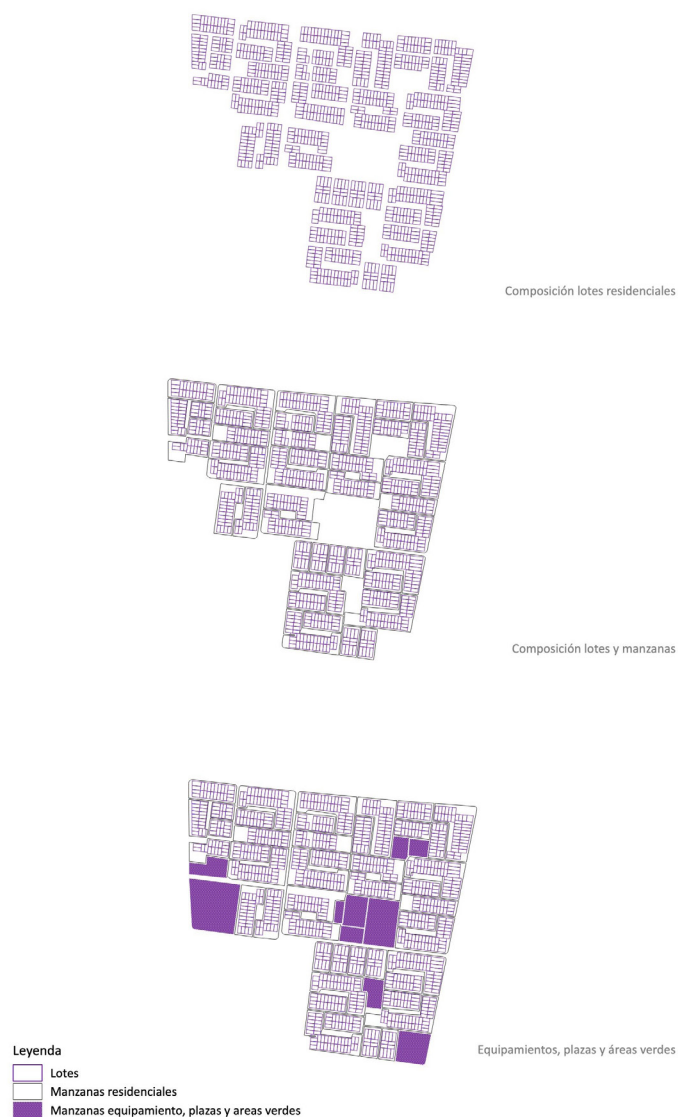 Composición lotes residenciales
Composición lotes y manzanas
Equipamientos, plazas y áreas verdes
Leyenda
Lotes
Manzanas residenciales
Manzanas equipamiento, plazas y areas verdes